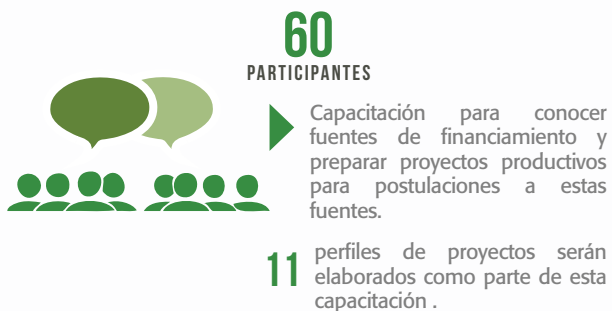 60
PARTICIPANTES
Capacitación para conocer
fuentes de financiamiento y
preparar proyectos productivos
para postulaciones a estas
fuentes.
11 perfiles de proyectos serán
elaborados como parte de esta
capacitación .